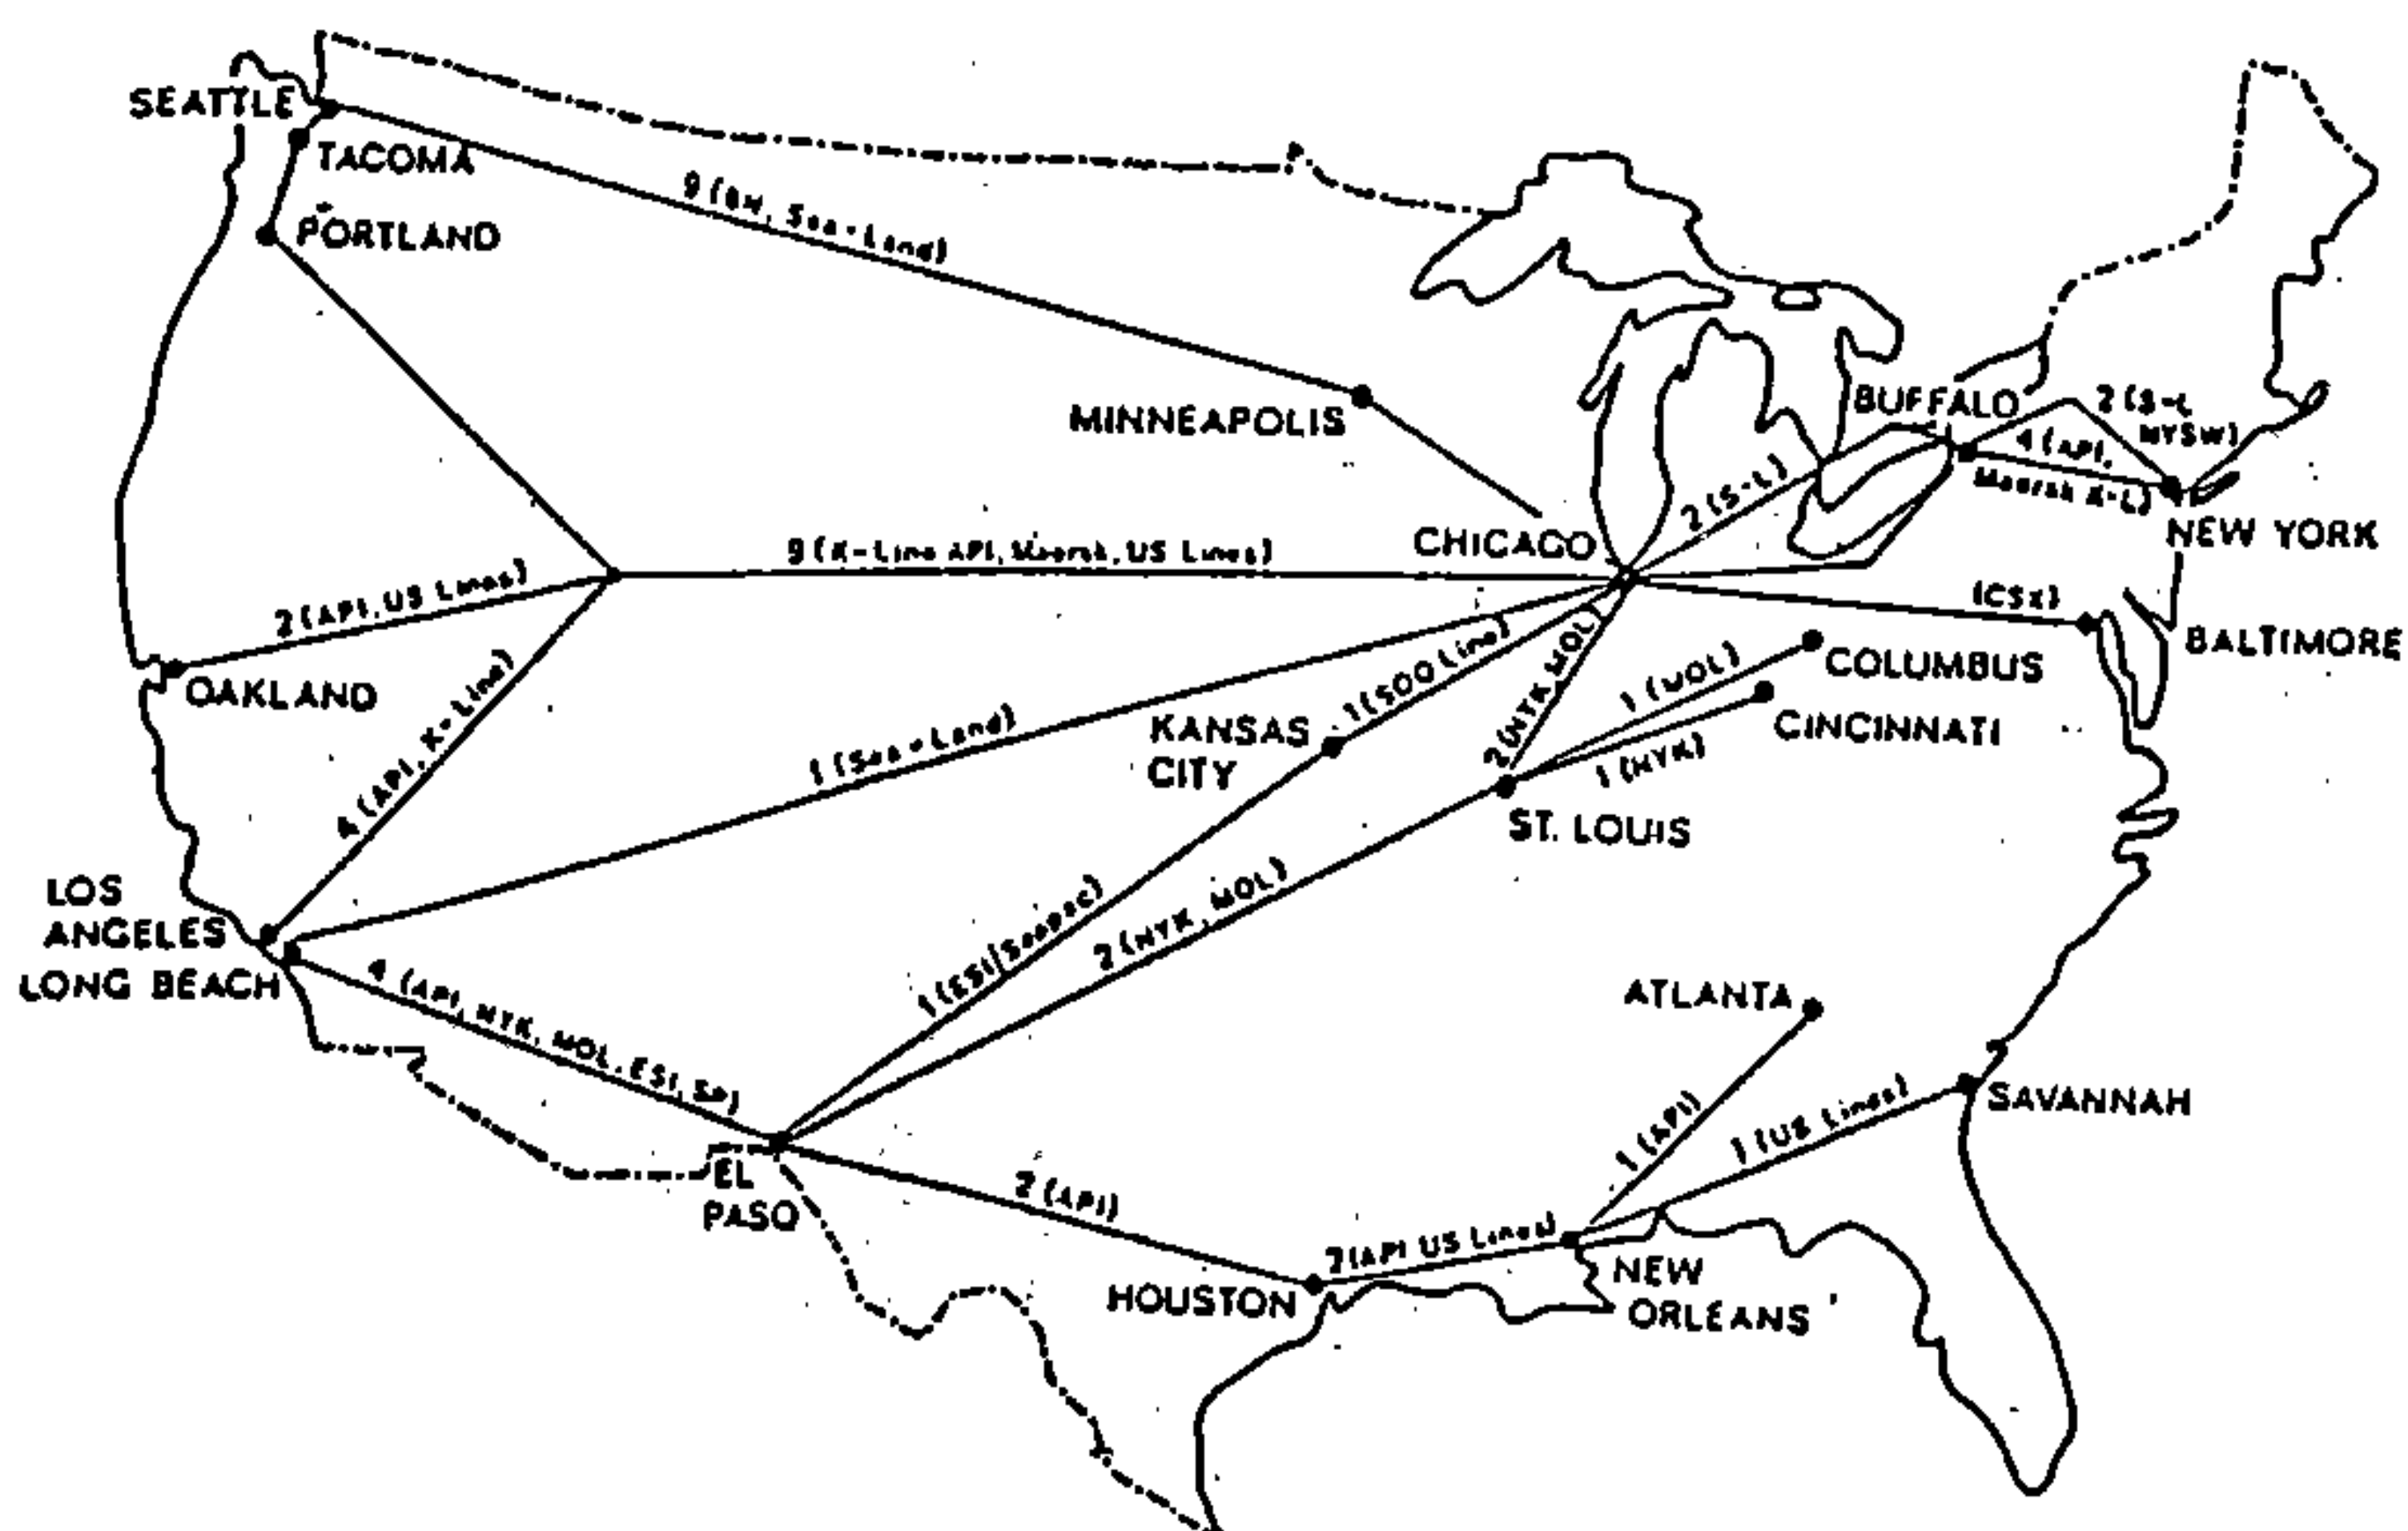 SEATTLE
TACOMA
PORTLAND
9 (BN, Sea-Land)
MINNEAPOLIS
BUFFALO
2 (S-L
NYSW)
4 (API,
Maersk K-L)
NEW YORK
2 (S-L)
CHICAGO
9 (K-Line API, Maersk, US Lines)
2 (API, US Lines)
OAKLAND
4 (API, K-Line)
(CSX)
BALTIMORE
COLUMBUS
1 (MOL)
CINCINNATI
1 (NYK)
1 (SOO Line)
2 (NYK, MOL)
KANSAS
CITY
1 (Sea-Land)
ST. LOUIS
LOS
ANGELES
LONG BEACH
4 (API, NYK, MOL, ESI, SP)
2 (NYK, MOL)
ATLANTA
SAVANNAH
1 (API)
1 (US Lines)
EL
PASO
2 (API)
2 (API US Lines)
HOUSTON
NEW
ORLEANS